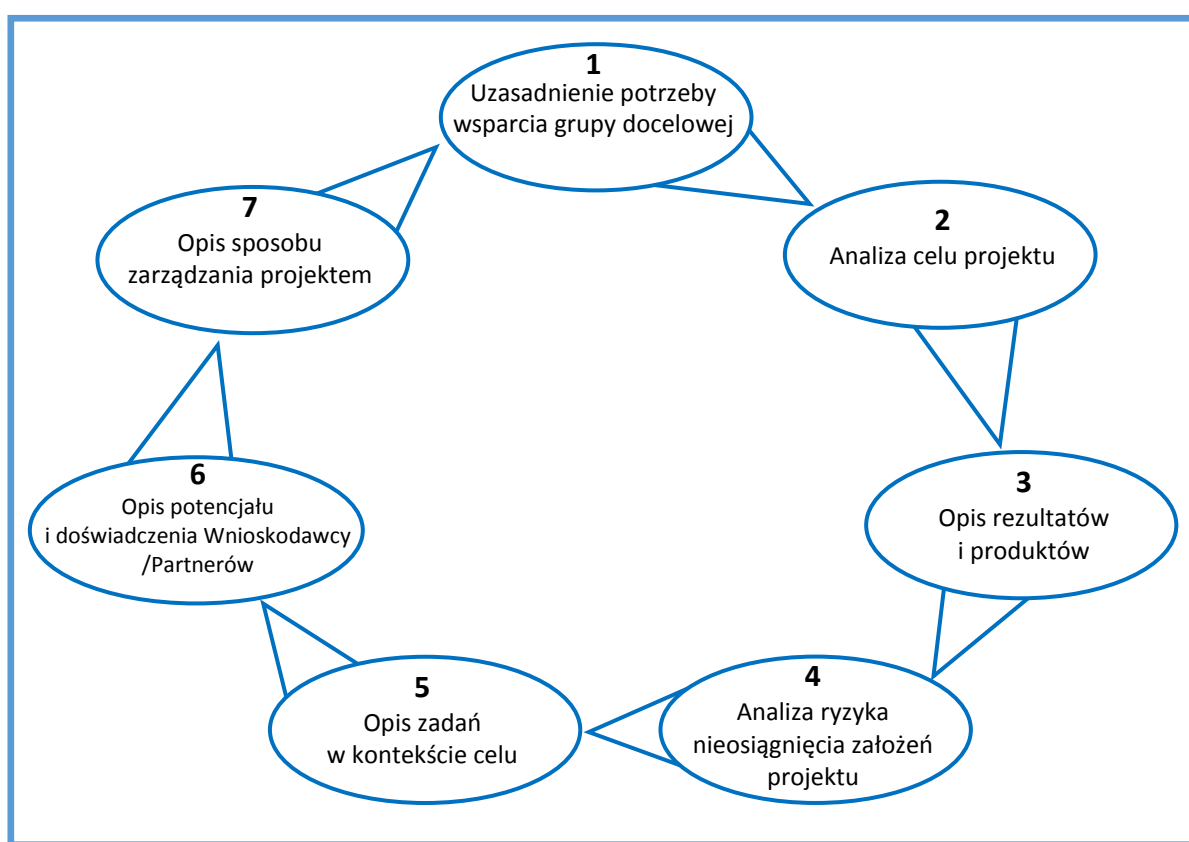 1
Uzasadnienie potrzeby
wsparcia grupy docelowej
2
Analiza celu projektu
3
Opis rezultatów
i produktów
4
Analiza ryzyka
nieosiągnięcia założeń
projektu
5
Opis zadań
w kontekście celu
6
Opis potencjału
i doświadczenia Wnioskodawcy
/Partnerów
7
Opis sposobu
zarządzania projektem